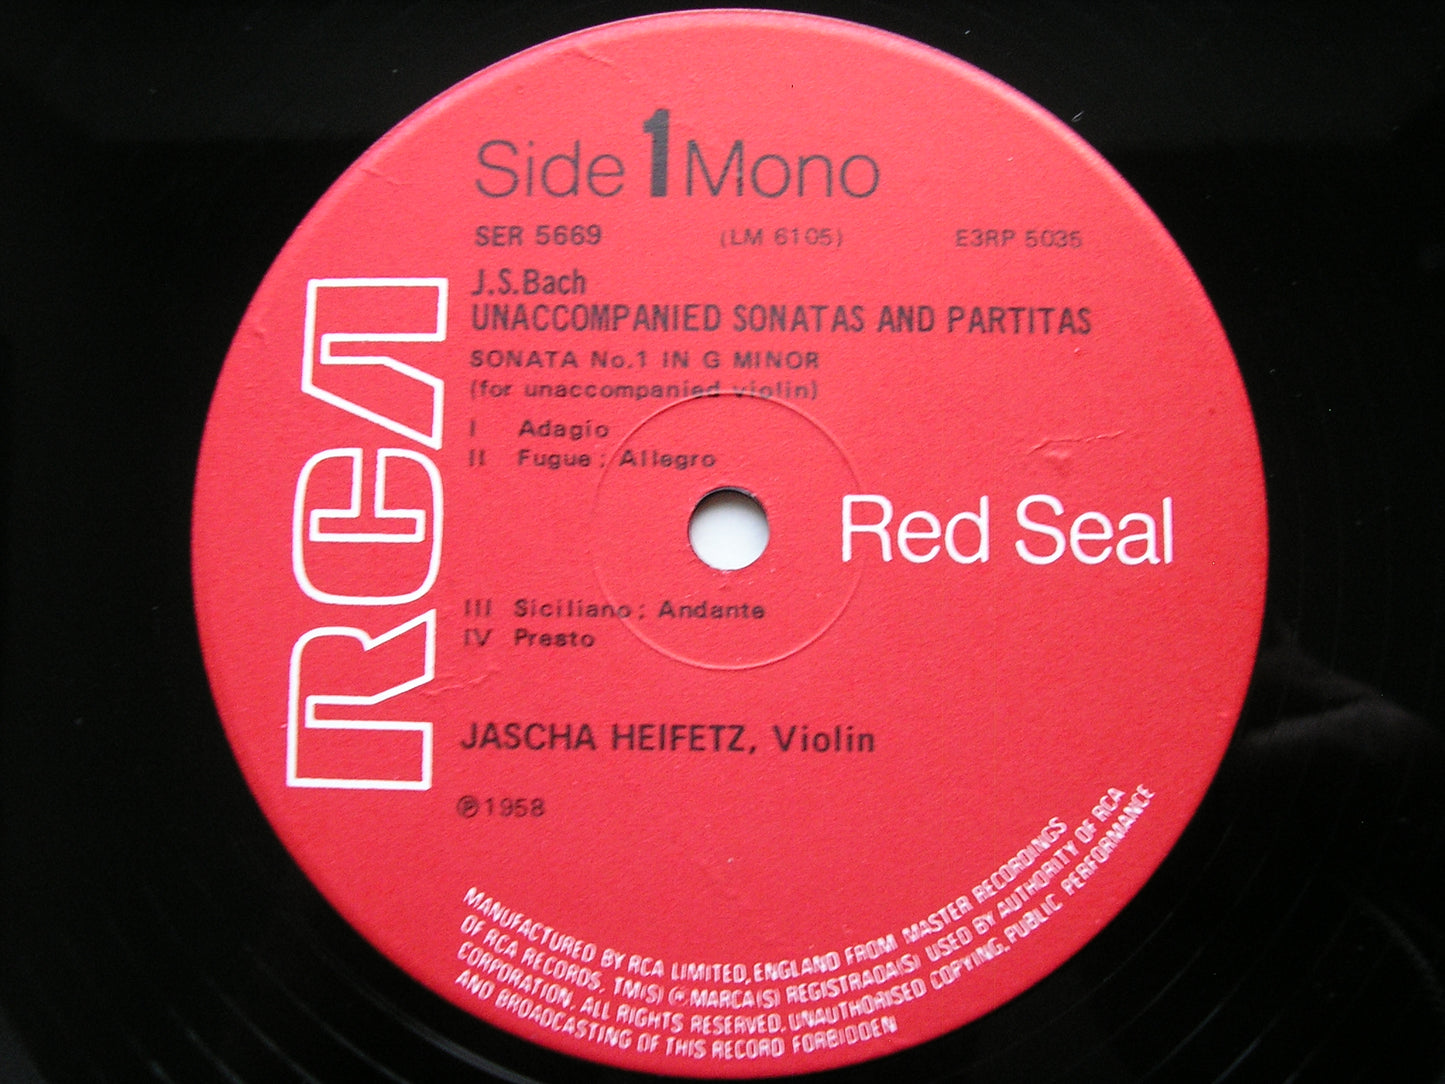 Side 1 Mono
SER 5669 (LM 6105) E3RP 5035
J.S.Bach
UNACCOMPANIED SONATAS AND PARTITAS
SONATA No.1 IN G MINOR
(for unaccompanied violin)
I Adagio
II Fugue; Allegro
RCA
Red Seal
III Siciliano; Andante
IV Presto
JASCHA HEIFETZ, Violin
℗1958
MANUFACTURED BY RCA LIMITED, ENGLAND FROM MASTER RECORDINGS
OF RCA RECORDS, TM(S) ® MARCA(S) REGISTRADA(S) USED BY AUTHORITY OF RCA
CORPORATION, ALL RIGHTS RESERVED, UNAUTHORISED COPYING, PUBLIC PERFORMANCE
AND BROADCASTING OF THIS RECORD FORBIDDEN